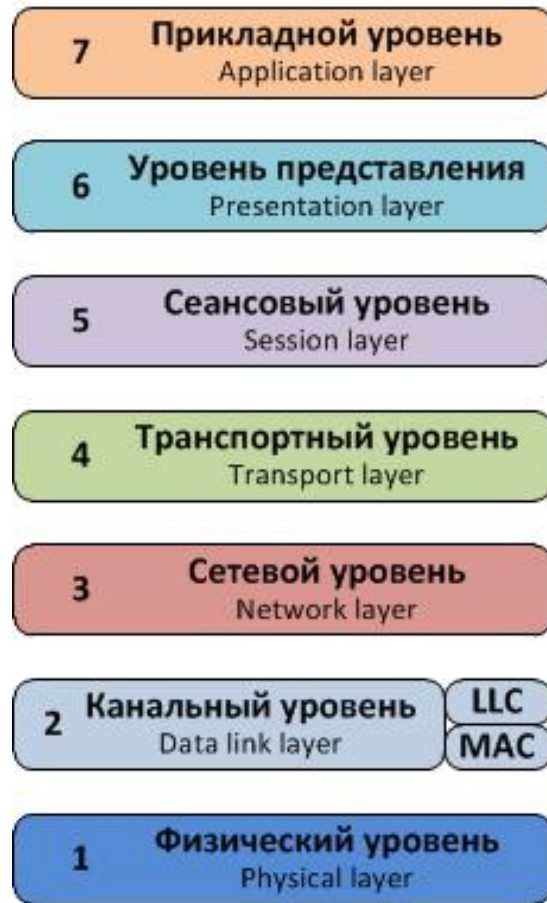 7 Прикладной уровень
Application layer
6 Уровень представления
Presentation layer
5 Сеансовый уровень
Session layer
4 Транспортный уровень
Transport layer
3 Сетевой уровень
Network layer
2 Канальный уровень LLC
Data link layer MAC
1 Физический уровень
Physical layer